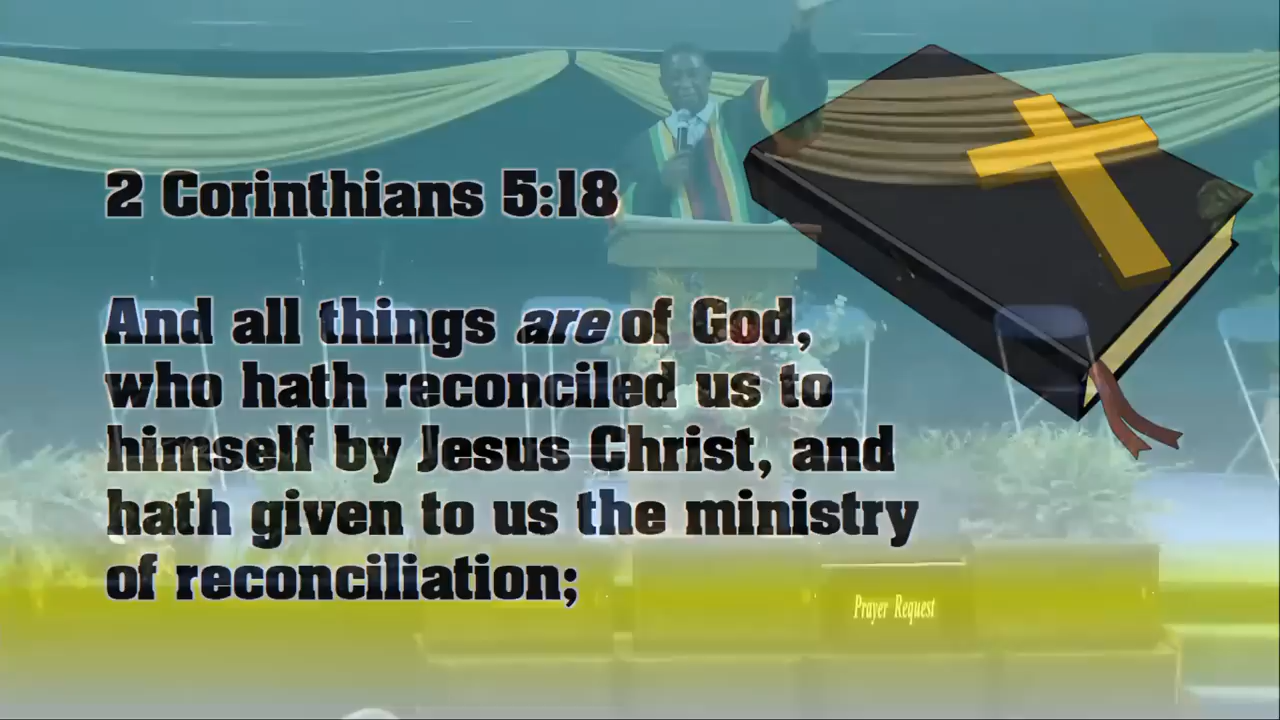 2 Corinthians 5:18
And all things are of God,
who hath reconciled us to
himself by Jesus Christ, and
hath given to us the ministry
of reconciliation;
Prayer Request